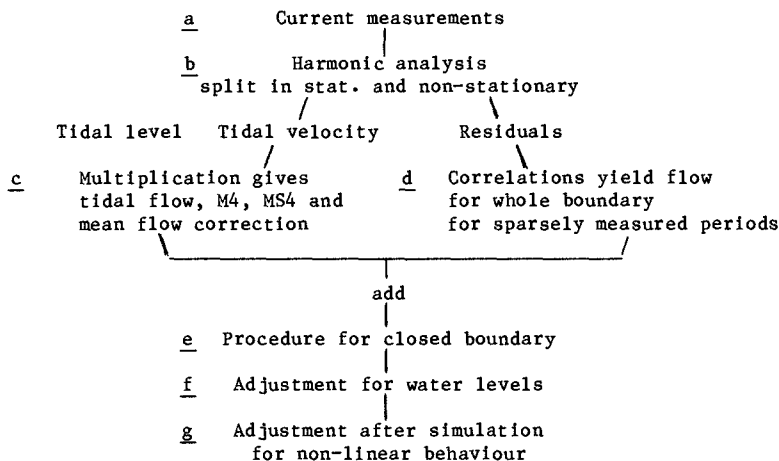 a Current measurements
b Harmonic analysis
split in stat. and non-stationary
Tidal level Tidal velocity Residuals
c Multiplication gives d Correlations yield flow
tidal flow, M4, MS4 and for whole boundary
mean flow correction for sparsely measured periods
add
e Procedure for closed boundary
f Adjustment for water levels
g Adjustment after simulation
for non-linear behaviour